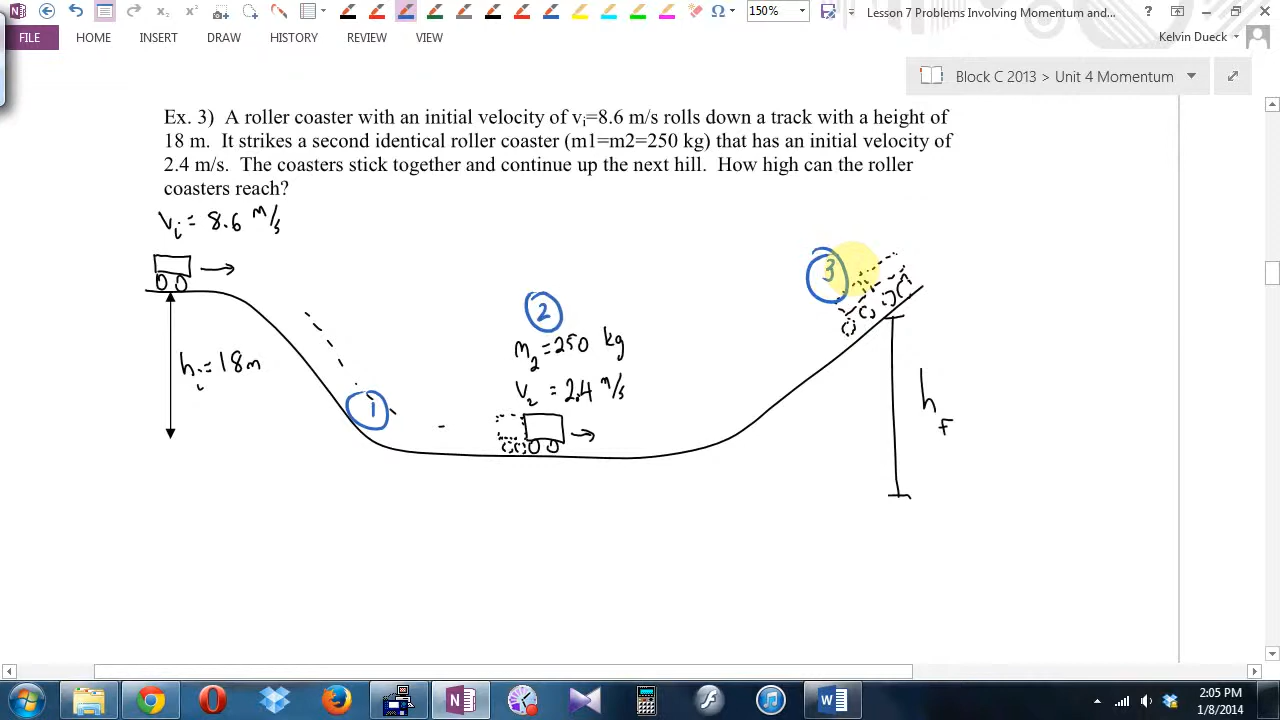 150%
Lesson 7 Problems Involving Momentum and...
?
FILE
HOME
INSERT
DRAW
HISTORY
REVIEW
VIEW
Kelvin Dueck
Block C 2013 > Unit 4 Momentum
Ex. 3) A roller coaster with an initial velocity of vi=8.6 m/s rolls down a track with a height of
18 m. It strikes a second identical roller coaster (m1=m2=250 kg) that has an initial velocity of
2.4 m/s. The coasters stick together and continue up the next hill. How high can the roller
coasters reach?
vi = 8.6 m/s
hi = 18m
1
2
m2 = 250 kg
v2 = 2.4 m/s
3
hF
2:05 PM
1/8/2014